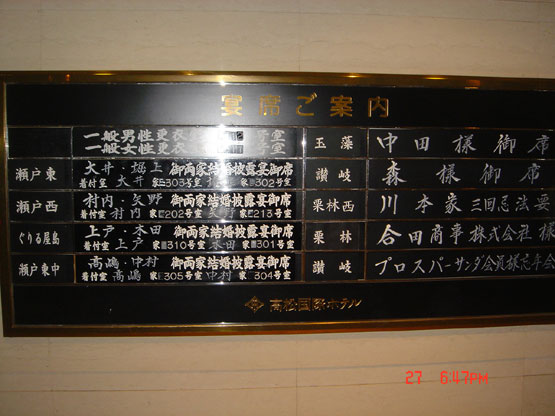 宴席ご案内
一般男性更衣 室
一般女性更衣 室
瀬戸東
大井・堀上 御両家結婚披露宴御席
着付室 大井 家303号室 家302号室
瀬戸西
村内・矢野 御両家結婚披露宴御席
着付室 村内 家202号室 矢野 家213号室
ぐりる屋島
上戸・本田 御両家結婚披露宴御席
着付室 上戸 家310号室 本田 家301号室
瀬戸東中
高嶋・中村 御両家結婚披露宴御席
着付室 高嶋 家305号室 中村 家304号室
玉藻
中田様御席
讃岐
森様御席
栗林西
川李家 三回忌法要
栗林
合田商事株式会社様
讃岐
プロスパーサンダ会員様忘年会
高松国際ホテル
27 6:47PM